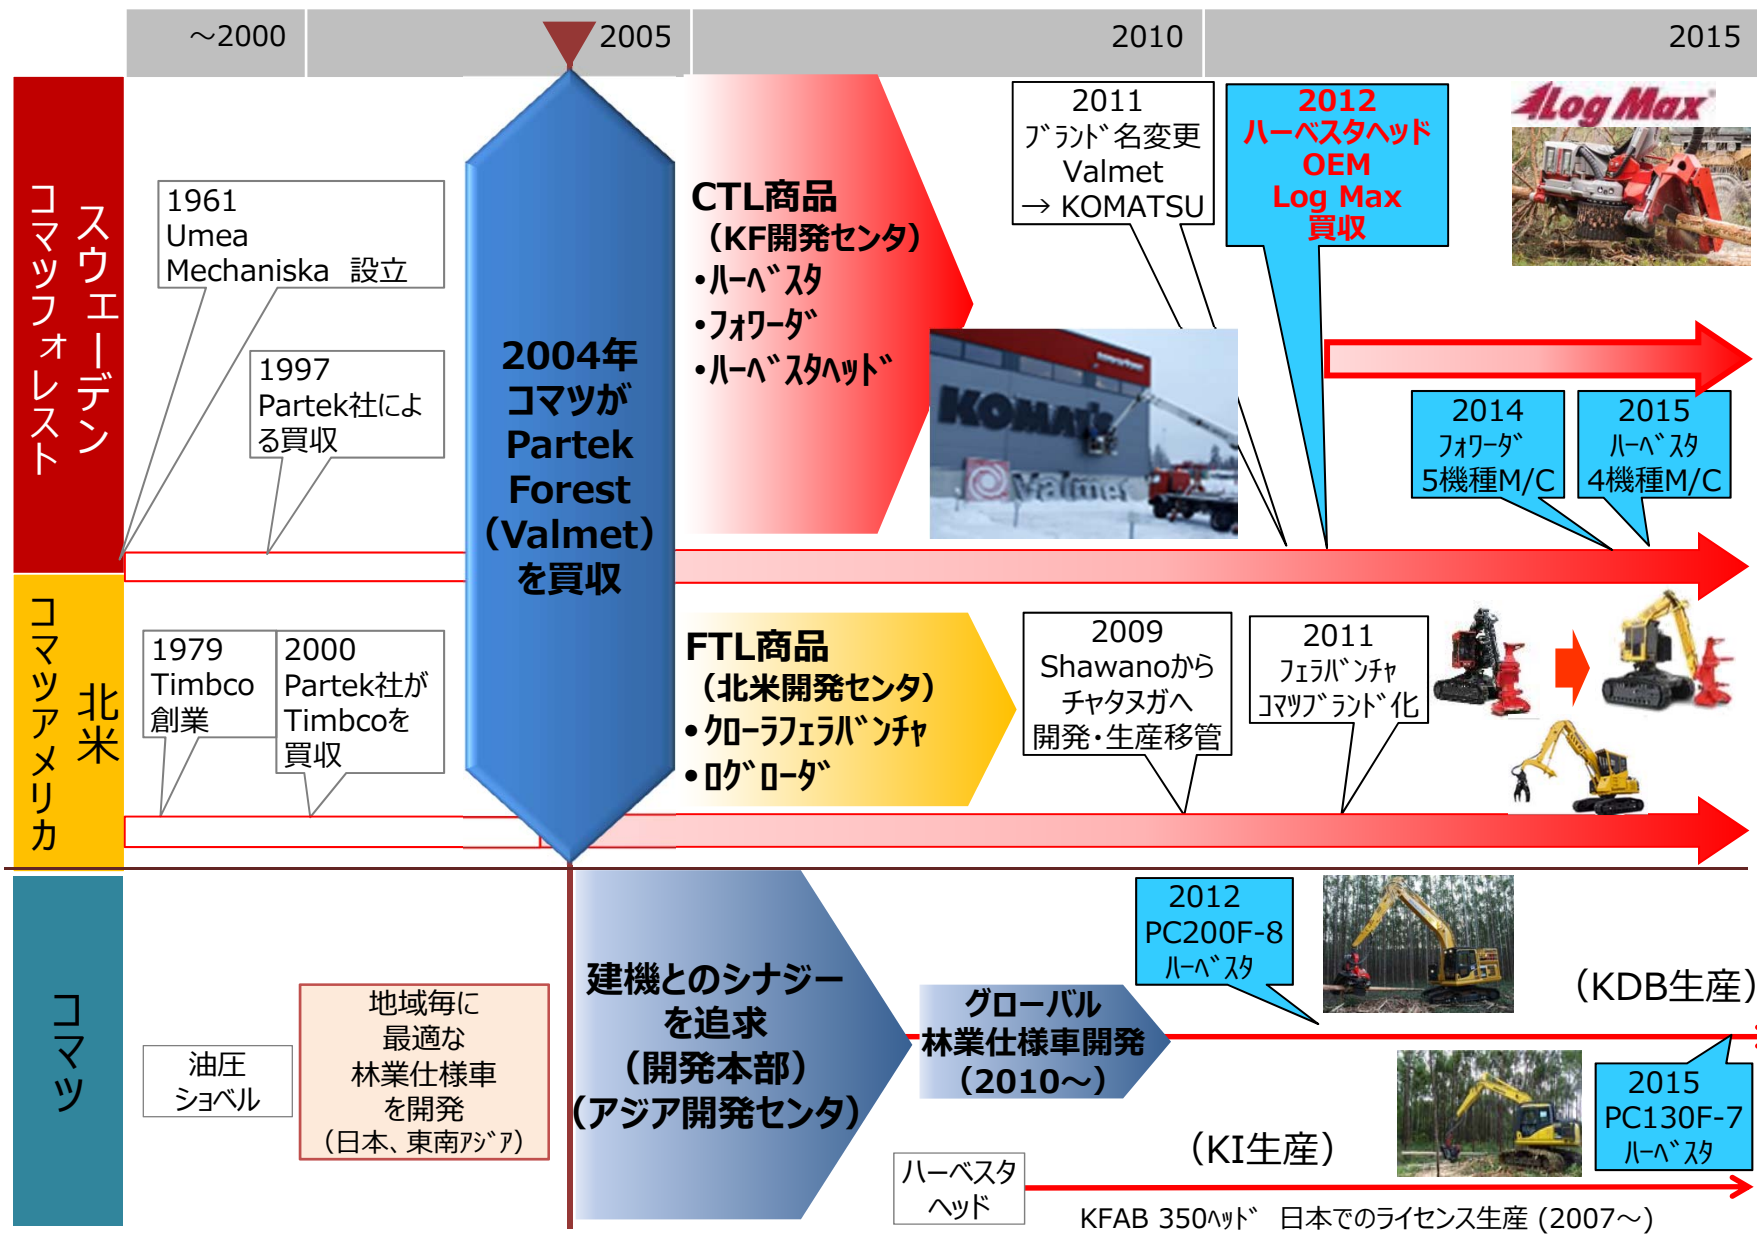 ～2000
2005
2010
2015
スウェーデン
コマツフォレスト
1961
Umea
Mechaniska 設立
1997
Partek社によ
る買収
2004年
コマツが
Partek
Forest
（Valmet）
を買収
CTL商品
（KF開発センタ）
・ﾊｰﾍﾞｽﾀ
・ﾌｫﾜｰﾀﾞ
・ﾊｰﾍﾞｽﾀﾍｯﾄﾞ
2011
ﾌﾞﾗﾝﾄﾞ名変更
Valmet
→ KOMATSU
2012
ハーベスタヘッド
OEM
Log Max
買収
Log Max
KOMATS
Valmet
2014
ﾌｫﾜｰﾀﾞ
5機種M/C
2015
ﾊｰﾍﾞｽﾀ
4機種M/C
北米
コマツアメリカ
1979
Timbco
創業
2000
Partek社が
Timbcoを
買収
FTL商品
（北米開発センタ）
・ｸﾛｰﾗﾌｪﾗﾊﾞﾝﾁｬ
・ﾛｸﾞﾛｰﾀﾞ
2009
Shawanoから
チャタヌガへ
開発・生産移管
2011
ﾌｪﾗﾊﾞﾝﾁｬ
ｺﾏﾂﾌﾞﾗﾝﾄﾞ化
コマツ
油圧
ｼｮﾍﾞﾙ
地域毎に
最適な
林業仕様車
を開発
（日本、東南ｱｼﾞｱ）
建機とのシナジー
を追求
（開発本部）
（アジア開発センタ）
グローバル
林業仕様車開発
（2010～）
2012
PC200F-8
ﾊｰﾍﾞｽﾀ
（KDB生産）
2015
PC130F-7
ﾊｰﾍﾞｽﾀ
（KI生産）
ハーベスタ
ヘッド
KFAB 350ﾍｯﾄﾞ 日本でのライセンス生産 (2007～)